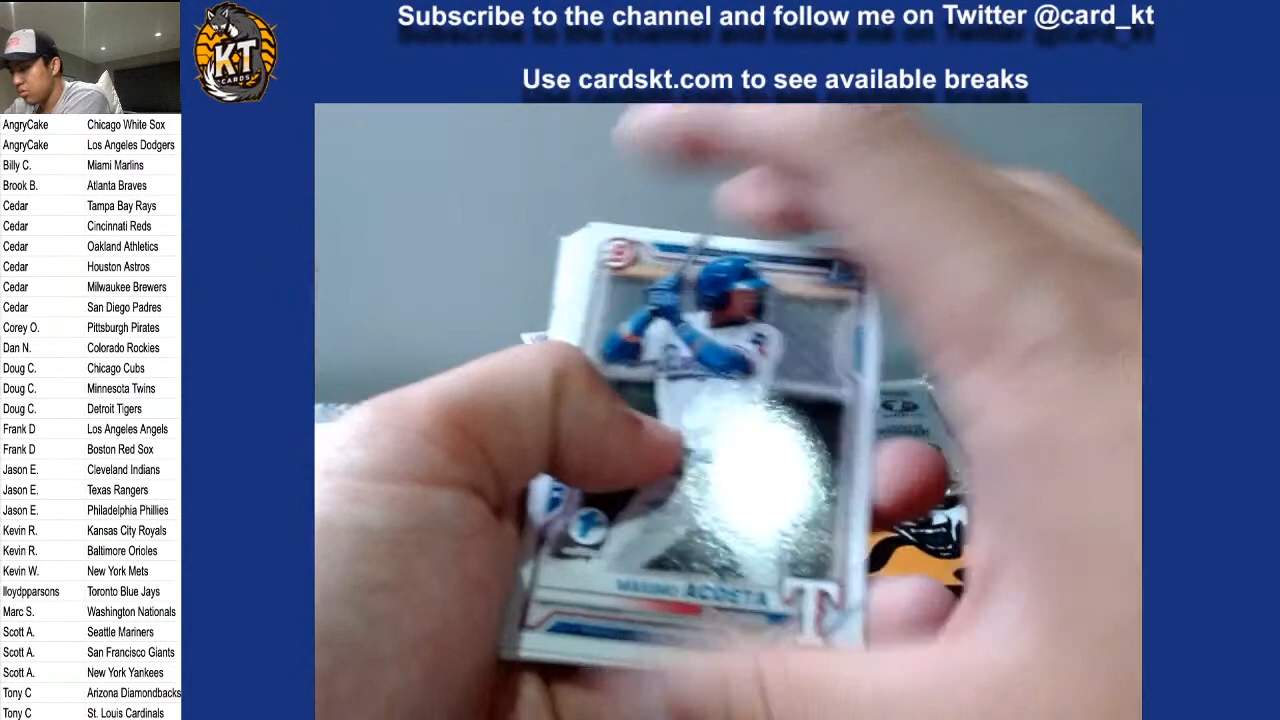 Subscribe to the channel and follow me on Twitter @card_kt
Use cardskt.com to see available breaks
KT
CARDS
AngryCake Chicago White Sox
AngryCake Los Angeles Dodgers
Billy C. Miami Marlins
Brook B. Atlanta Braves
Cedar Tampa Bay Rays
Cedar Cincinnati Reds
Cedar Oakland Athletics
Cedar Houston Astros
Cedar Milwaukee Brewers
Cedar San Diego Padres
Corey O. Pittsburgh Pirates
Dan N. Colorado Rockies
Doug C. Chicago Cubs
Doug C. Minnesota Twins
Doug C. Detroit Tigers
Frank D Los Angeles Angels
Frank D Boston Red Sox
Jason E. Cleveland Indians
Jason E. Texas Rangers
Jason E. Philadelphia Phillies
Kevin R. Kansas City Royals
Kevin R. Baltimore Orioles
Kevin W. New York Mets
lloydpparsons Toronto Blue Jays
Marc S. Washington Nationals
Scott A. Seattle Mariners
Scott A. San Francisco Giants
Scott A. New York Yankees
Tony C Arizona Diamondbacks
Tony C St. Louis Cardinals
B
MAXIMO ACOSTA
T